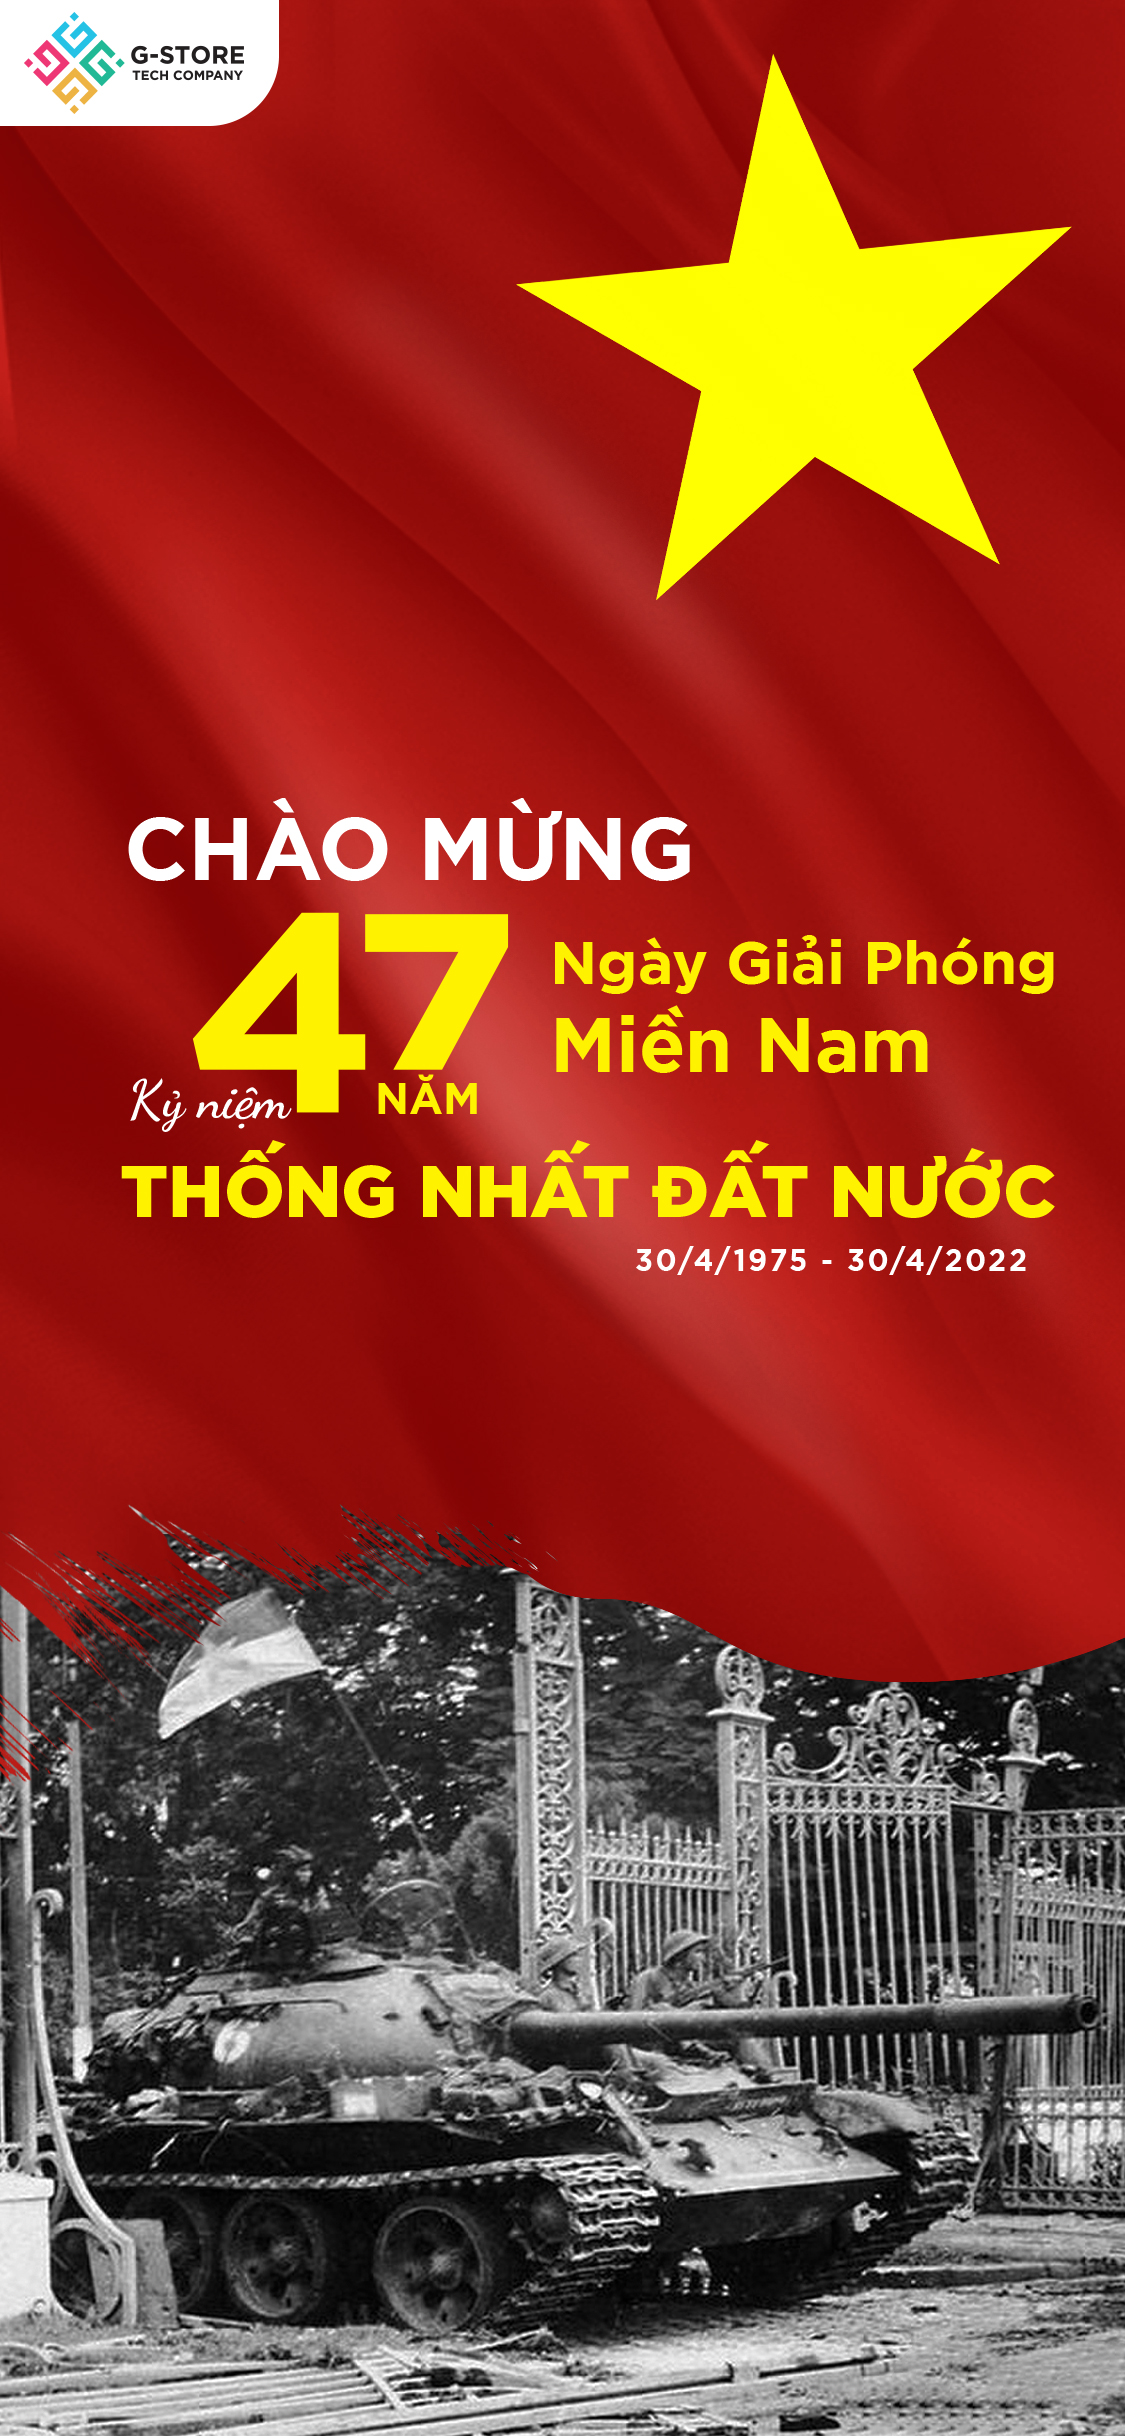 G-STORE
TECH COMPANY
CHÀO MỪNG
Kỷ niệm 47 NĂM
Ngày Giải Phóng
Miền Nam
THỐNG NHẤT ĐẤT NƯỚC
30/4/1975 - 30/4/2022